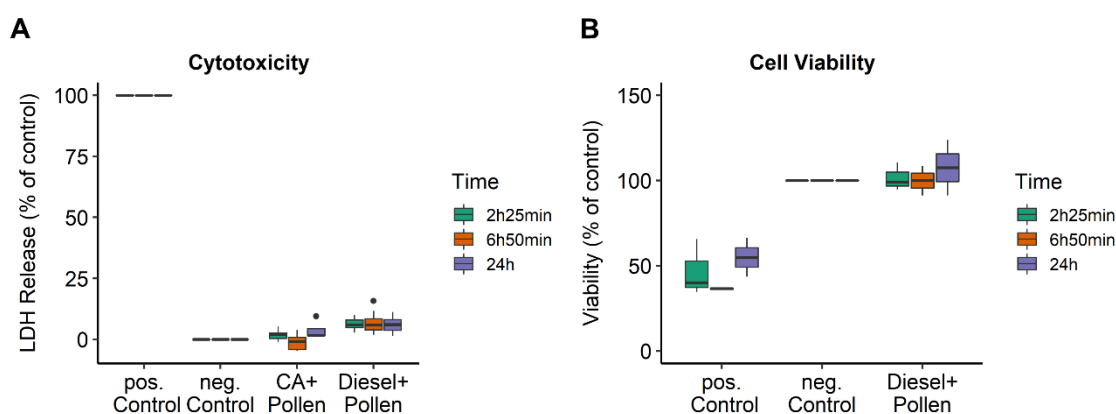 A
Cytotoxicity
LDH Release (% of control)
100
75
50
25
0
pos.
Control
neg.
Control
CA+
Pollen
Diesel+
Pollen
Time
2h25min
6h50min
24h
B
Cell Viability
Viability (% of control)
150
100
50
0
pos.
Control
neg.
Control
Diesel+
Pollen
Time
2h25min
6h50min
24h